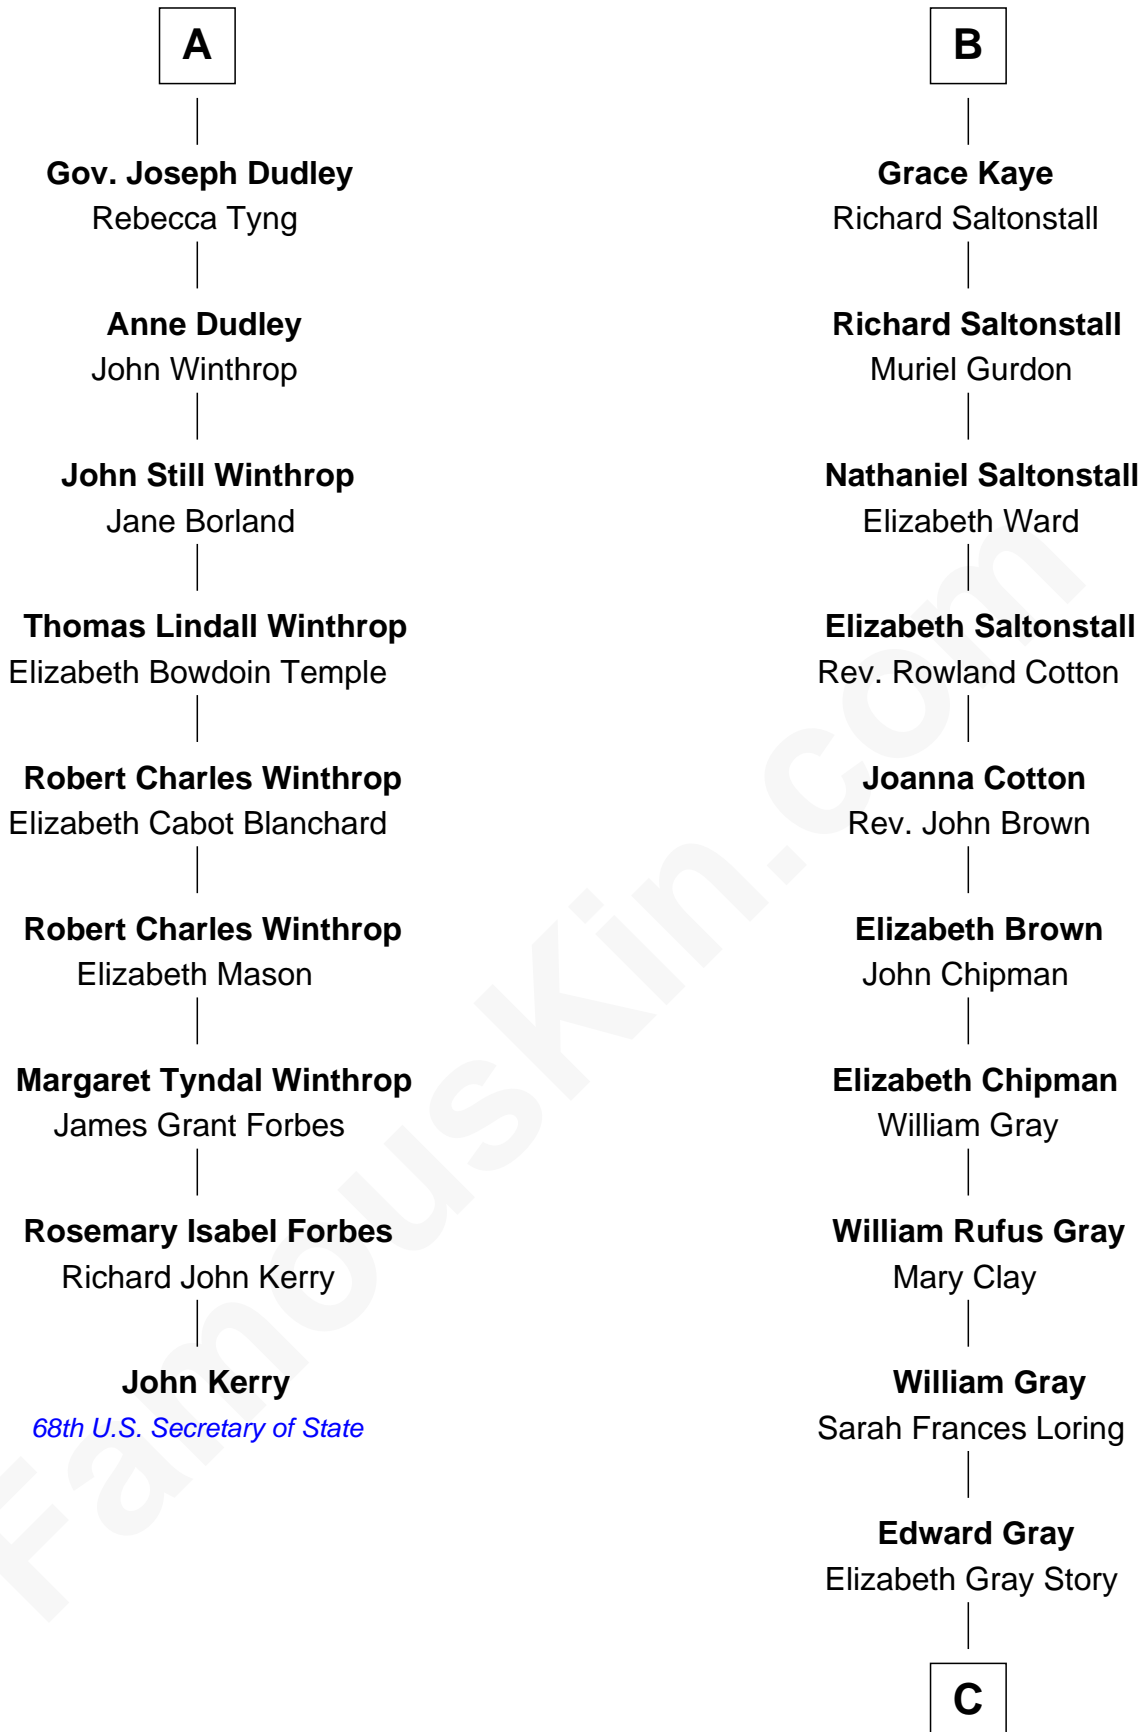 A
Gov. Joseph Dudley
Rebecca Tyng
Anne Dudley
John Winthrop
John Still Winthrop
Jane Borland
Thomas Lindall Winthrop
Elizabeth Bowdoin Temple
Robert Charles Winthrop
Elizabeth Cabot Blanchard
Robert Charles Winthrop
Elizabeth Mason
Margaret Tyndal Winthrop
James Grant Forbes
Rosemary Isabel Forbes
Richard John Kerry
John Kerry
68th U.S. Secretary of State
B
Grace Kaye
Richard Saltonstall
Richard Saltonstall
Muriel Gurdon
Nathaniel Saltonstall
Elizabeth Ward
Elizabeth Saltonstall
Rev. Rowland Cotton
Joanna Cotton
Rev. John Brown
Elizabeth Brown
John Chipman
Elizabeth Chipman
William Gray
William Rufus Gray
Mary Clay
William Gray
Sarah Frances Loring
Edward Gray
Elizabeth Gray Story
C
FamousKin.com